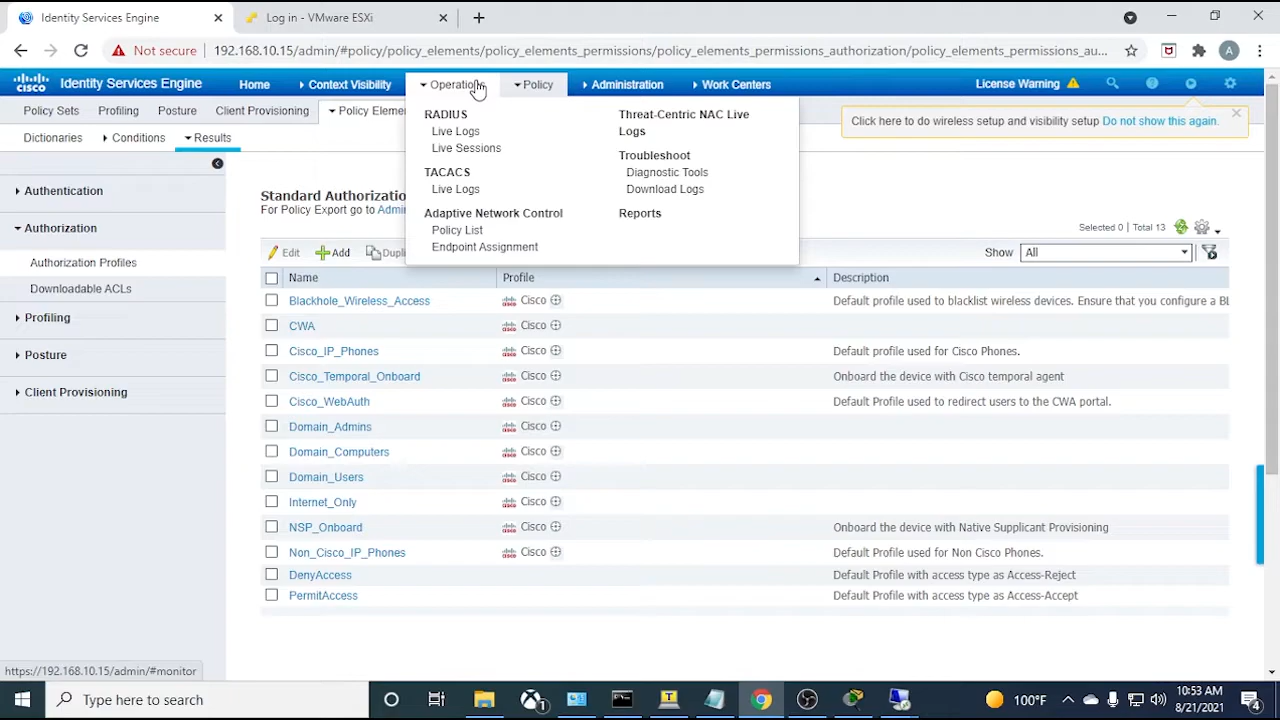 Identity Services Engine
Log in - VMware ESXi
Not secure
192.168.10.15/admin/#policy/policy_elements/policy_elements_permissions/policy_elements_permissions_authorization/policy_elements_permissions_au...
A
CISCO
Identity Services Engine
Home
Context Visibility
Operations
Policy
Administration
Work Centers
License Warning
Policy Sets
Profiling
Posture
Client Provisioning
Policy Elem
Click here to do wireless setup and visibility setup Do not show this again.
Dictionaries
Conditions
Results
RADIUS
Live Logs
Live Sessions
TACACS
Live Logs
Adaptive Network Control
Policy List
Endpoint Assignment
Threat-Centric NAC Live
Logs
Troubleshoot
Diagnostic Tools
Download Logs
Reports
Authentication
Authorization
Authorization Profiles
Downloadable ACLs
Profiling
Posture
Client Provisioning
Standard Authorizatio
For Policy Export go to Admi
Selected 0 | Total 13
Edit
Add
Dupli
Show
All
Name
Profile
Description
Blackhole_Wireless_Access Cisco Default profile used to blacklist wireless devices. Ensure that you configure a BL
CWA Cisco
Cisco_IP_Phones Cisco Default profile used for Cisco Phones.
Cisco_Temporal_Onboard Cisco Onboard the device with Cisco temporal agent
Cisco_WebAuth Cisco Default Profile used to redirect users to the CWA portal.
Domain_Admins Cisco
Domain_Computers Cisco
Domain_Users Cisco
Internet_Only Cisco
NSP_Onboard Cisco Onboard the device with Native Supplicant Provisioning
Non_Cisco_IP_Phones Cisco Default Profile used for Non Cisco Phones.
DenyAccess Default Profile with access type as Access-Reject
PermitAccess Default Profile with access type as Access-Accept
https://192.168.10.15/admin/#monitor
Type here to search
1
100°F
10:53 AM
8/21/2021
4